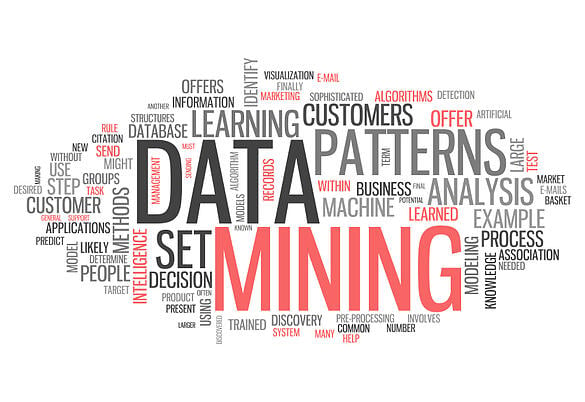 VISUALIZATION
E-MAIL
OFFERS
IDENTIFY
FINALLY
INFORMATION
MARKETING
SOPHISTICATED
ALGORITHMS
DETECTION
ANOTHER
STRUCTURES
LEARNING
CUSTOMERS
OFFER
ARTIFICIAL
RULE
DATABASE
CITATION
NEW
SEND
MUST
PATTERNS
TERM
LARGE
TEST
WITHOUT
MIGHT
MANAGEMENT
SENDING
DATA
ALGORITHM
RECORDS
MAKING
USE
GROUPS
STEP
TASK
DESIRED
WITHIN
BUSINESS
FINAL
ANALYSIS
MARKET
E-MAILS
BASKET
CUSTOMER
METHODS
MODELS
MACHINE
POTENTIAL
LEARNED
EXAMPLE
GENERAL
SUPPORT
APPLICATIONS
KNOWN
PREDICT
LIKELY
MODEL
DETERMINE
INTELLIGENCE
SET
MINING
MODELING
PROCESS
ASSOCIATION
KNOWLEDGE
NEEDED
PEOPLE
DECISION
TARGET
PRODUCT
OFTEN
PRESENT
USING
LARGER
DISCOVERED
TRAINED
DISCOVERY
PRE-PROCESSING
INVOLVES
SYSTEM
MANY
COMMON
NUMBER
HELP